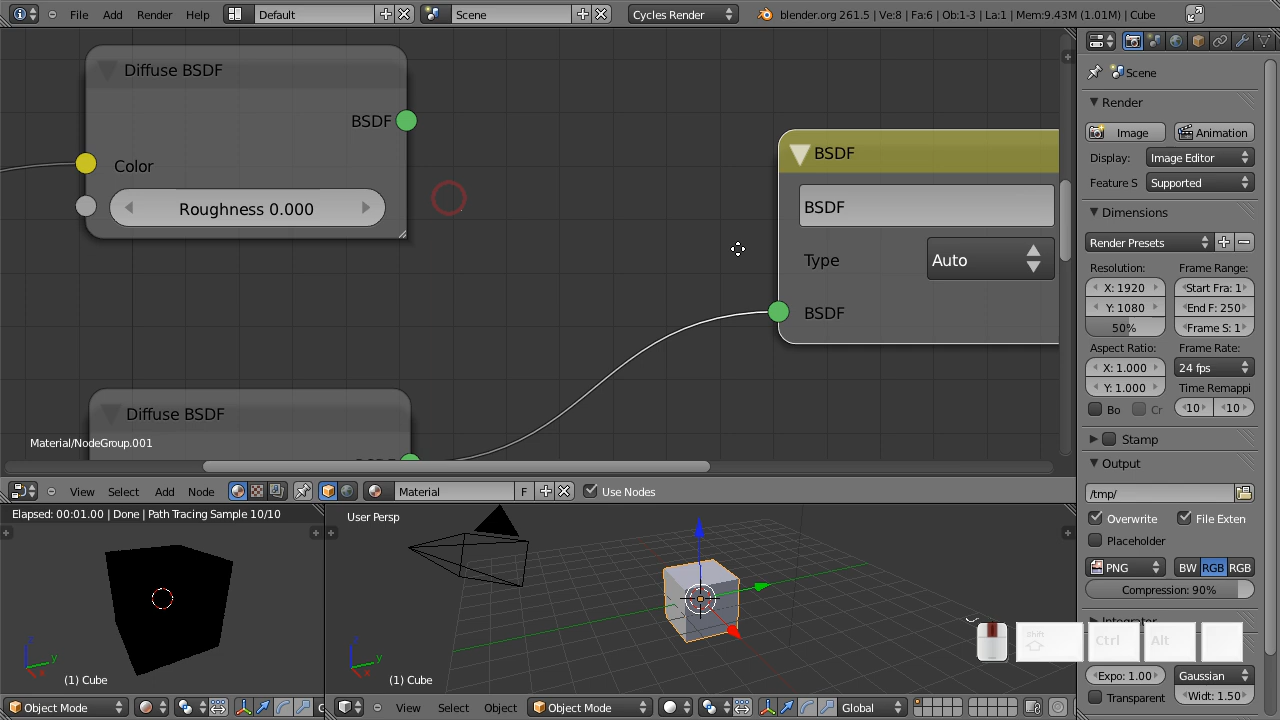 File Add Render Help Default Scene Cycles Render blender.org 261.5 | Ve:8 | Fa:6 | Ob:1-3 | La:1 | Mem:9.43M (1.01M) | Cube
Diffuse BSDF
BSDF
Color
Roughness 0.000
BSDF
BSDF
Type Auto
BSDF
Diffuse BSDF
Material/NodeGroup.001
View Select Add Node Material F Use Nodes
Elapsed: 00:01.00 | Done | Path Tracing Sample 10/10
z
y
x
(1) Cube
Object Mode
User Persp
z
y
x
(1) Cube
View Select Object Object Mode Global
Scene
Render
Image Animation
Display: Image Editor
Feature S Supported
Dimensions
Render Presets
Resolution: Frame Range:
X: 1920 Start Fra: 1
Y: 1080 End F: 250
50% Frame S: 1
Aspect Ratio: Frame Rate:
X: 1.000 24 fps
Y: 1.000 Time Remappi
Bo Cr 10 10
Stamp
Output
/tmp/
Overwrite File Exten
Placeholder
PNG BW RGB RGB
Compression: 90%
Shift Ctrl Alt
Expo: 1.00 Gaussian
Transparent Widt: 1.50